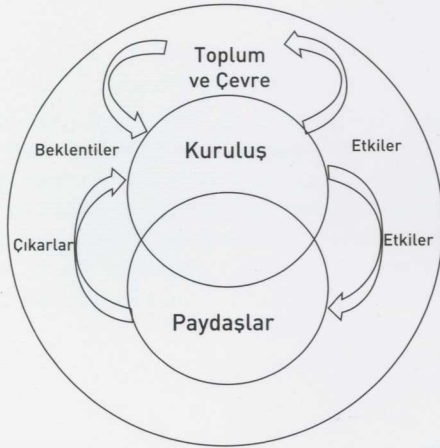 Toplum
ve Çevre
Beklentiler
Kuruluş
Etkiler
Çıkarlar
Etkiler
Paydaşlar